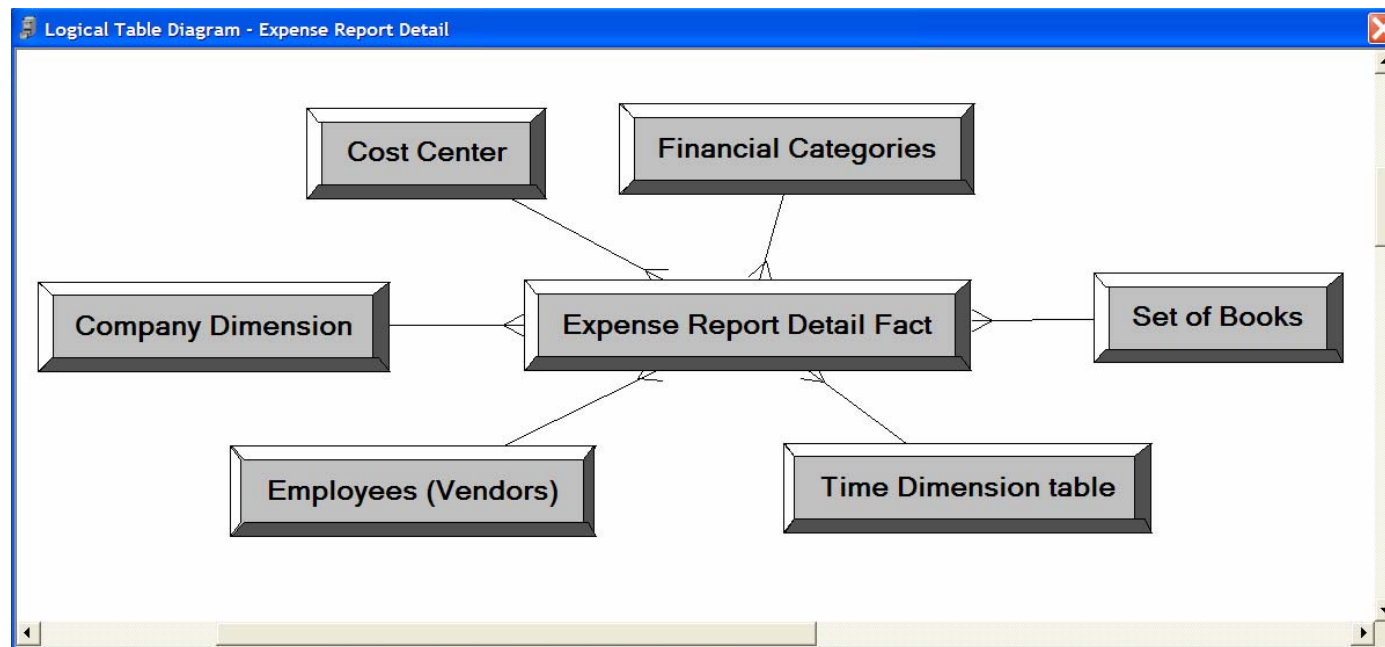 Logical Table Diagram - Expense Report Detail
Cost Center
Financial Categories
Company Dimension
Expense Report Detail Fact
Set of Books
Employees (Vendors)
Time Dimension table